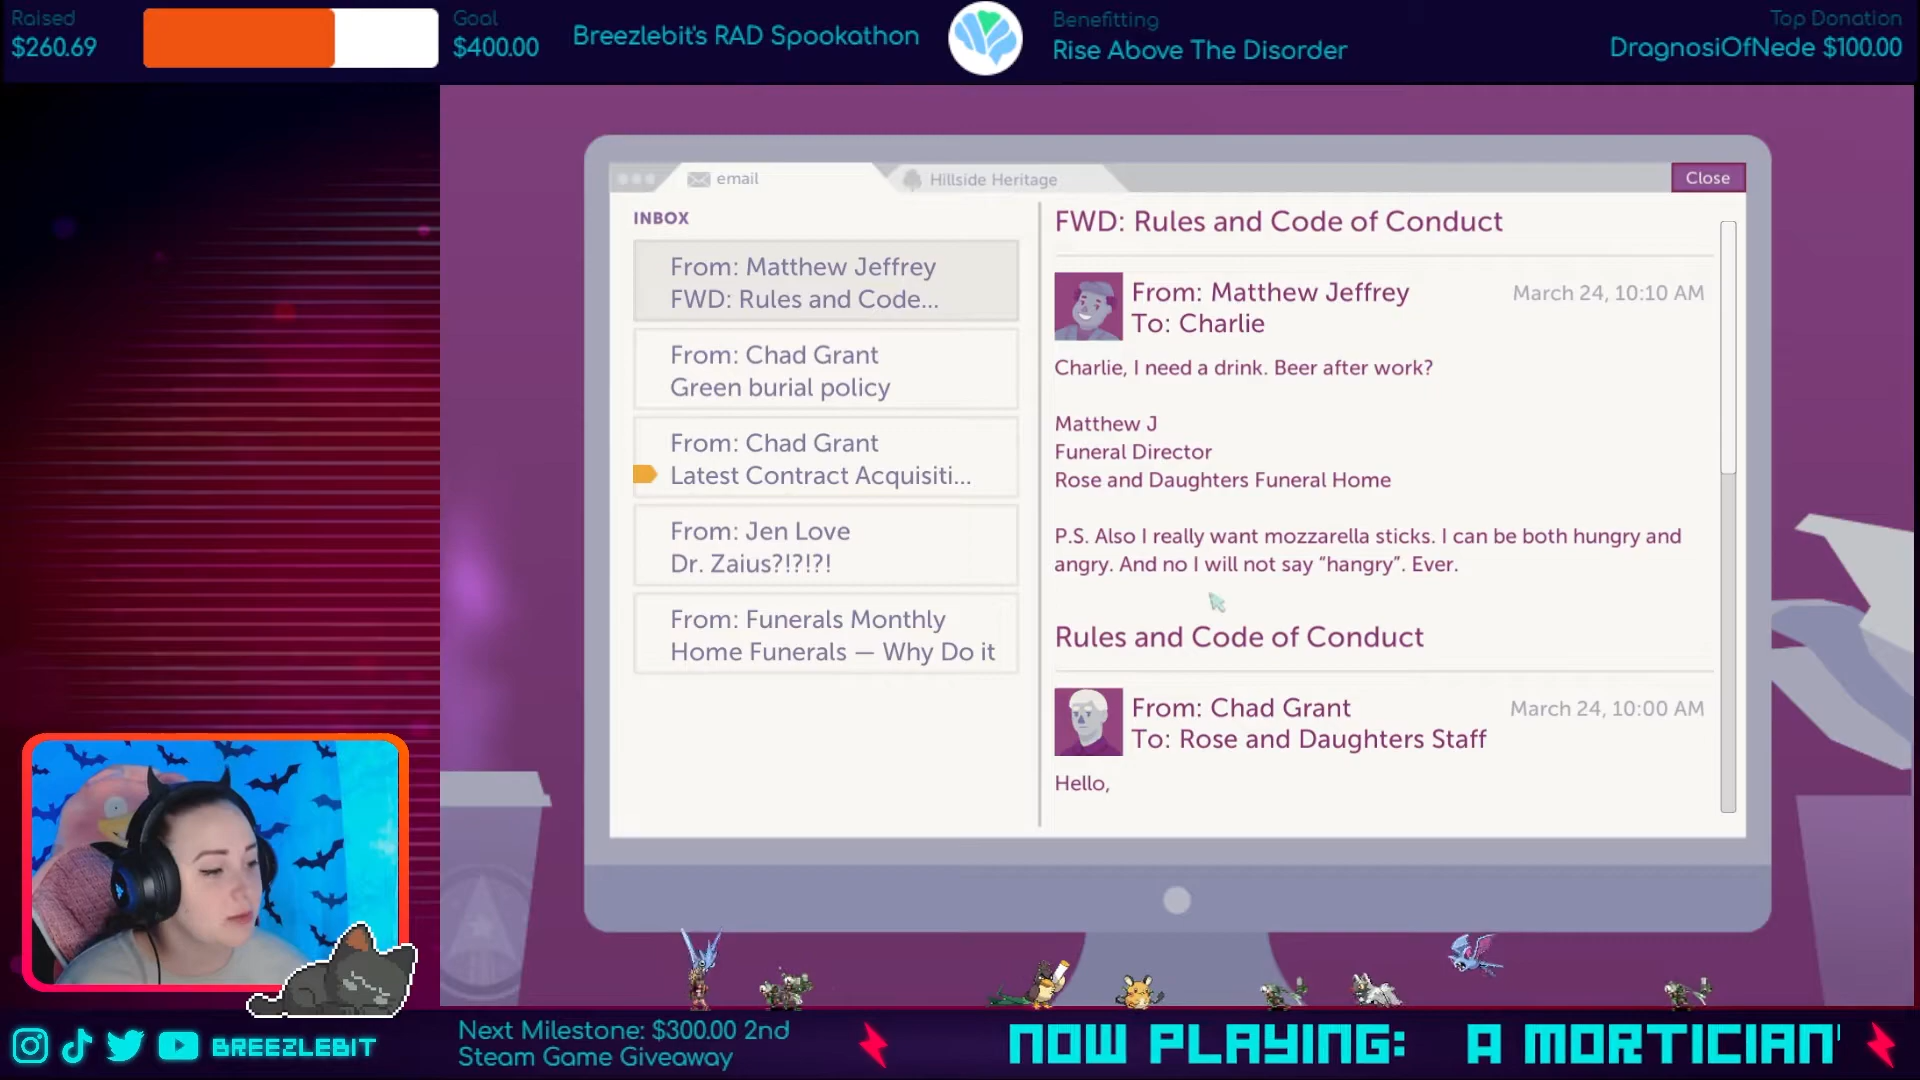 Raised
$260.69
Goal
$400.00
Breezlebit's RAD Spookathon
Benefitting
Rise Above The Disorder
Top Donation
DragnosiOfNede $100.00
email
Hillside Heritage
Close
INBOX
From: Matthew Jeffrey
FWD: Rules and Code...
From: Chad Grant
Green burial policy
From: Chad Grant
Latest Contract Acquisiti...
From: Jen Love
Dr. Zaius?!?!?!
From: Funerals Monthly
Home Funerals — Why Do it
FWD: Rules and Code of Conduct
From: Matthew Jeffrey
March 24, 10:10 AM
To: Charlie
Charlie, I need a drink. Beer after work?
Matthew J
Funeral Director
Rose and Daughters Funeral Home
P.S. Also I really want mozzarella sticks. I can be both hungry and
angry. And no I will not say “hangry”. Ever.
Rules and Code of Conduct
From: Chad Grant
March 24, 10:00 AM
To: Rose and Daughters Staff
Hello,
BREEZLEBIT
Next Milestone: $300.00 2nd
Steam Game Giveaway
NOW PLAYING: A MORTICIAN'